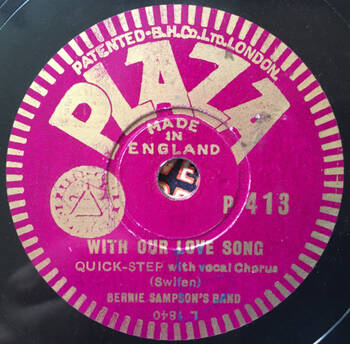 PATENTED-B.H.CO.LTD.LONDON.
PLAZA
MADE
IN
ENGLAND
P 413
WITH OUR LOVE SONG
QUICK-STEP with vocal Chorus
(Swifen)
BERNIE SAMPSON'S BAND
L 1840